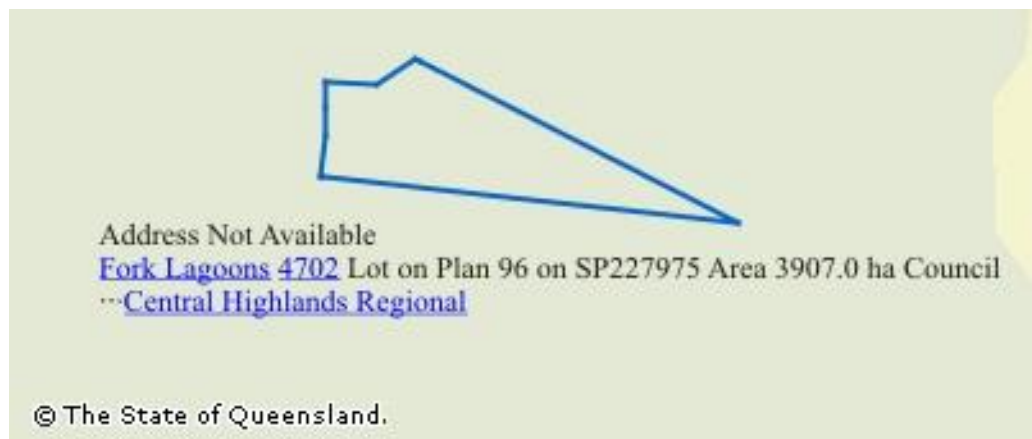 Address Not Available
Fork Lagoons 4702 Lot on Plan 96 on SP227975 Area 3907.0 ha Council
···Central Highlands Regional
© The State of Queensland.